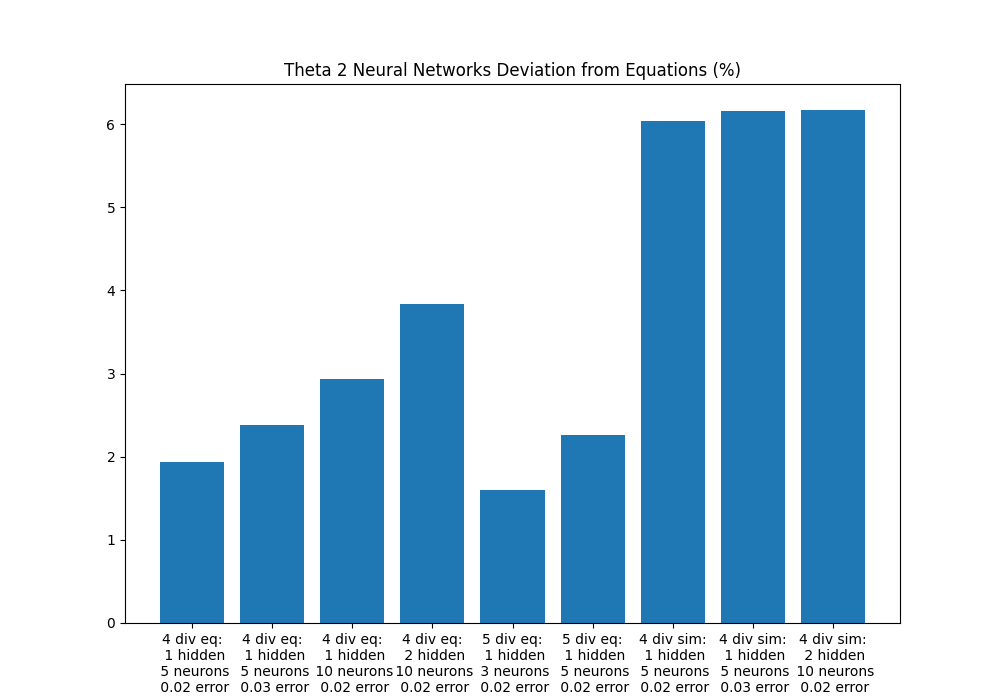 Theta 2 Neural Networks Deviation from Equations (%)
6
5
4
3
2
1
0
4 div eq:
1 hidden
5 neurons
0.02 error
4 div eq:
1 hidden
5 neurons
0.03 error
4 div eq:
1 hidden
10 neurons
0.02 error
4 div eq:
2 hidden
10 neurons
0.02 error
5 div eq:
1 hidden
3 neurons
0.02 error
5 div eq:
1 hidden
5 neurons
0.02 error
4 div sim:
1 hidden
5 neurons
0.02 error
4 div sim:
1 hidden
5 neurons
0.03 error
4 div sim:
2 hidden
10 neurons
0.02 error